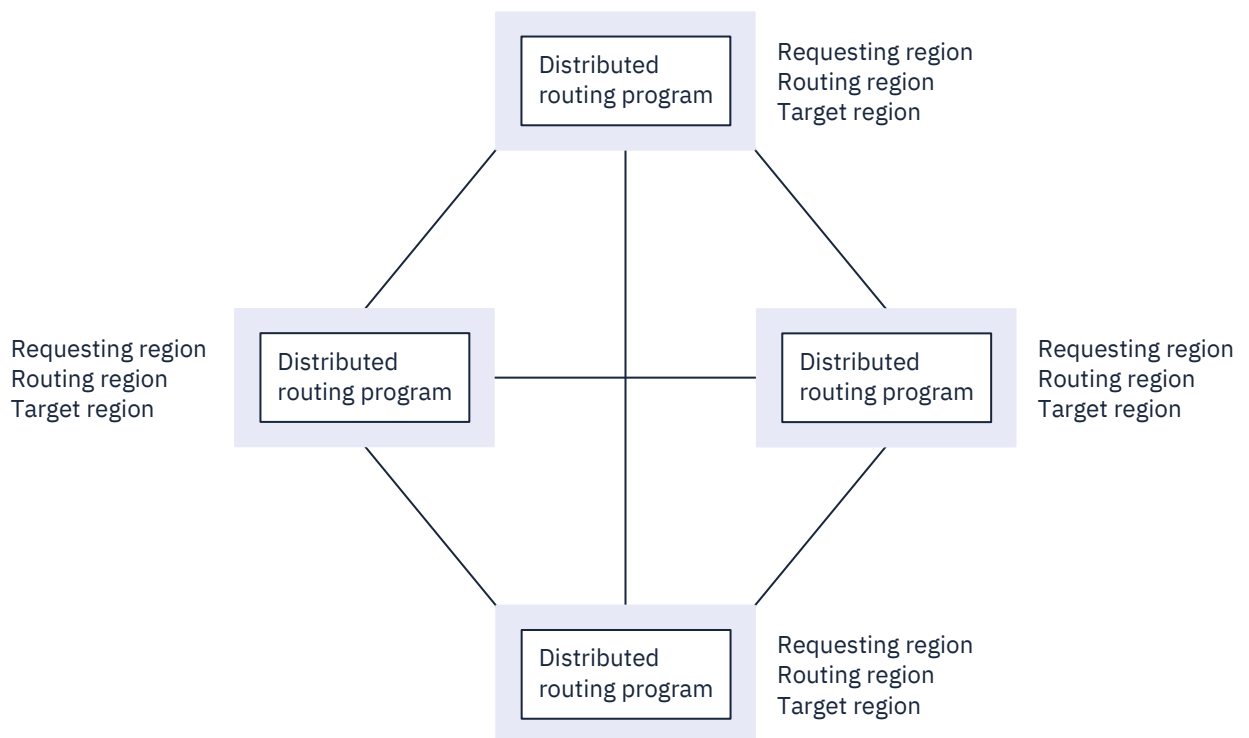 Distributed
routing program
Requesting region
Routing region
Target region
Requesting region
Routing region
Target region
Distributed
routing program
Distributed
routing program
Requesting region
Routing region
Target region
Distributed
routing program
Requesting region
Routing region
Target region